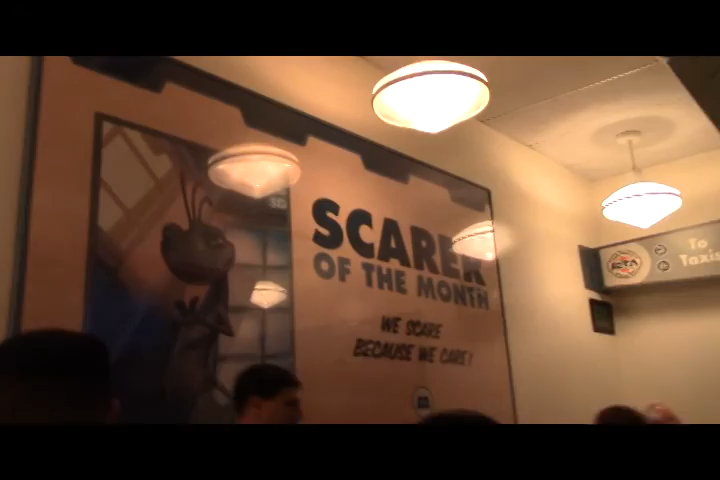 SCARER
OF THE MONTH
WE SCARE
BECAUSE WE CARE!
To
Taxis